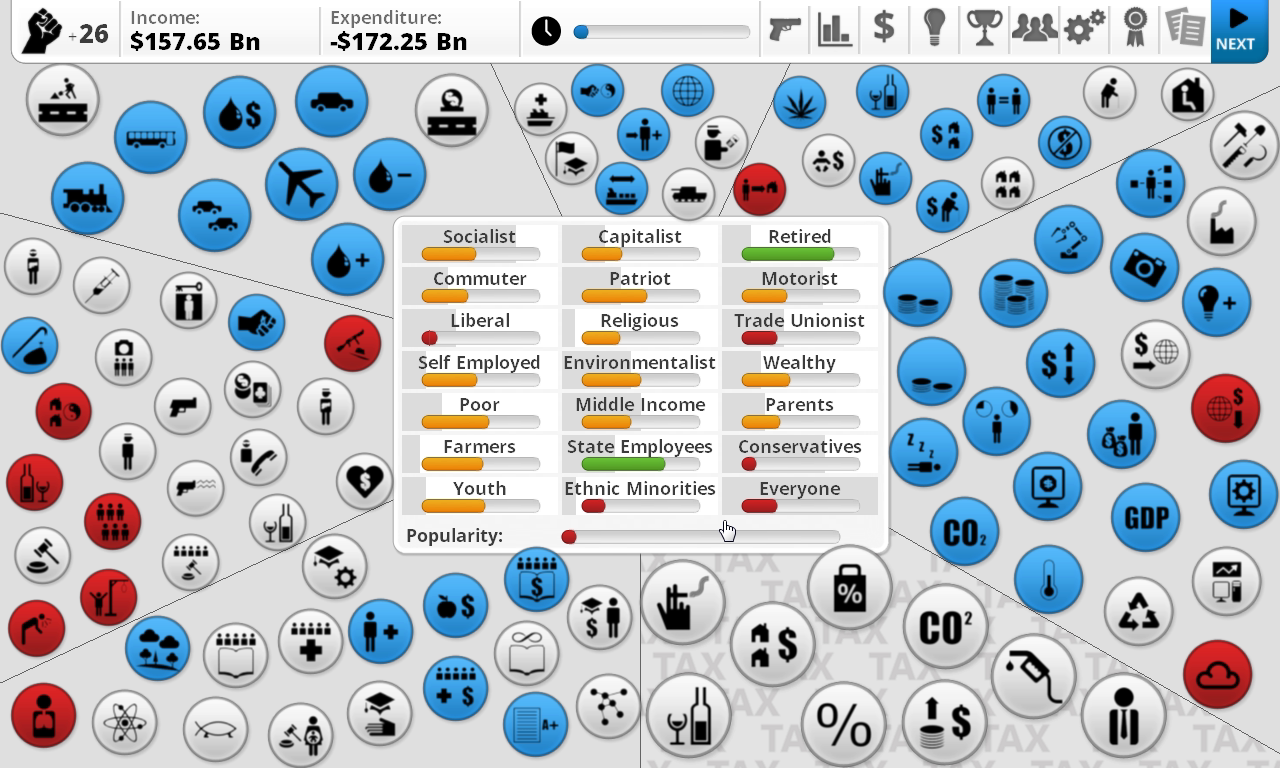 Income: Expenditure:
+26 $157.65 Bn -$172.25 Bn
NEXT
Socialist Capitalist Retired
Commuter Patriot Motorist
Liberal Religious Trade Unionist
Self Employed Environmentalist Wealthy
Poor Middle Income Parents
Farmers State Employees Conservatives
Youth Ethnic Minorities Everyone
Popularity:
CO2
GDP
A+
CO²
%
TAX